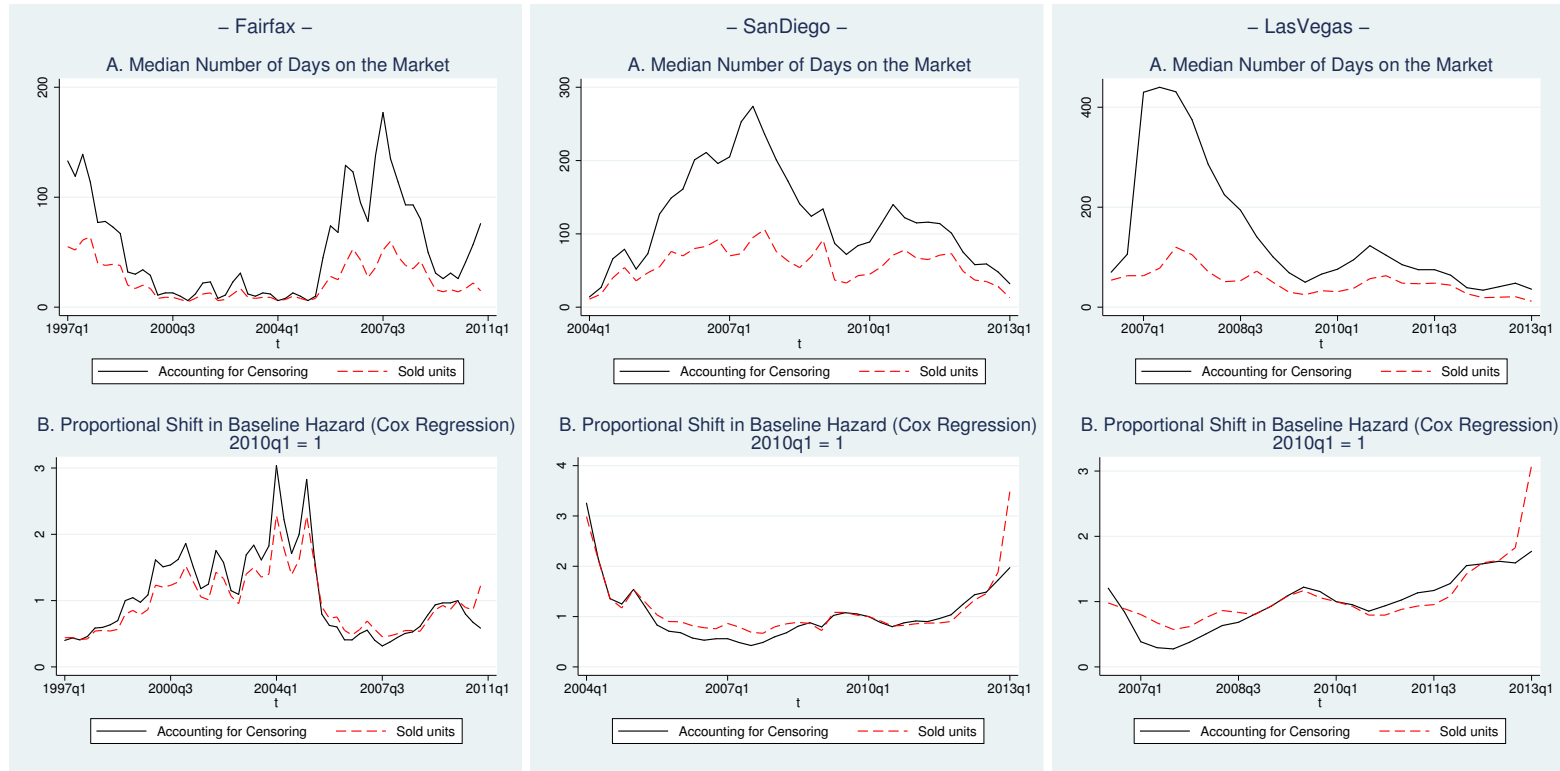 – Fairfax –
A. Median Number of Days on the Market
200
100
0
1997q1 2000q3 2004q1 2007q3 2011q1
t
Accounting for Censoring Sold units
B. Proportional Shift in Baseline Hazard (Cox Regression)
2010q1 = 1
3
2
1
0
1997q1 2000q3 2004q1 2007q3 2011q1
t
Accounting for Censoring Sold units
– SanDiego –
A. Median Number of Days on the Market
300
200
100
0
2004q1 2007q1 2010q1 2013q1
t
Accounting for Censoring Sold units
B. Proportional Shift in Baseline Hazard (Cox Regression)
2010q1 = 1
4
3
2
1
0
2004q1 2007q1 2010q1 2013q1
t
Accounting for Censoring Sold units
– LasVegas –
A. Median Number of Days on the Market
400
200
0
2007q1 2008q3 2010q1 2011q3 2013q1
t
Accounting for Censoring Sold units
B. Proportional Shift in Baseline Hazard (Cox Regression)
2010q1 = 1
3
2
1
0
2007q1 2008q3 2010q1 2011q3 2013q1
t
Accounting for Censoring Sold units